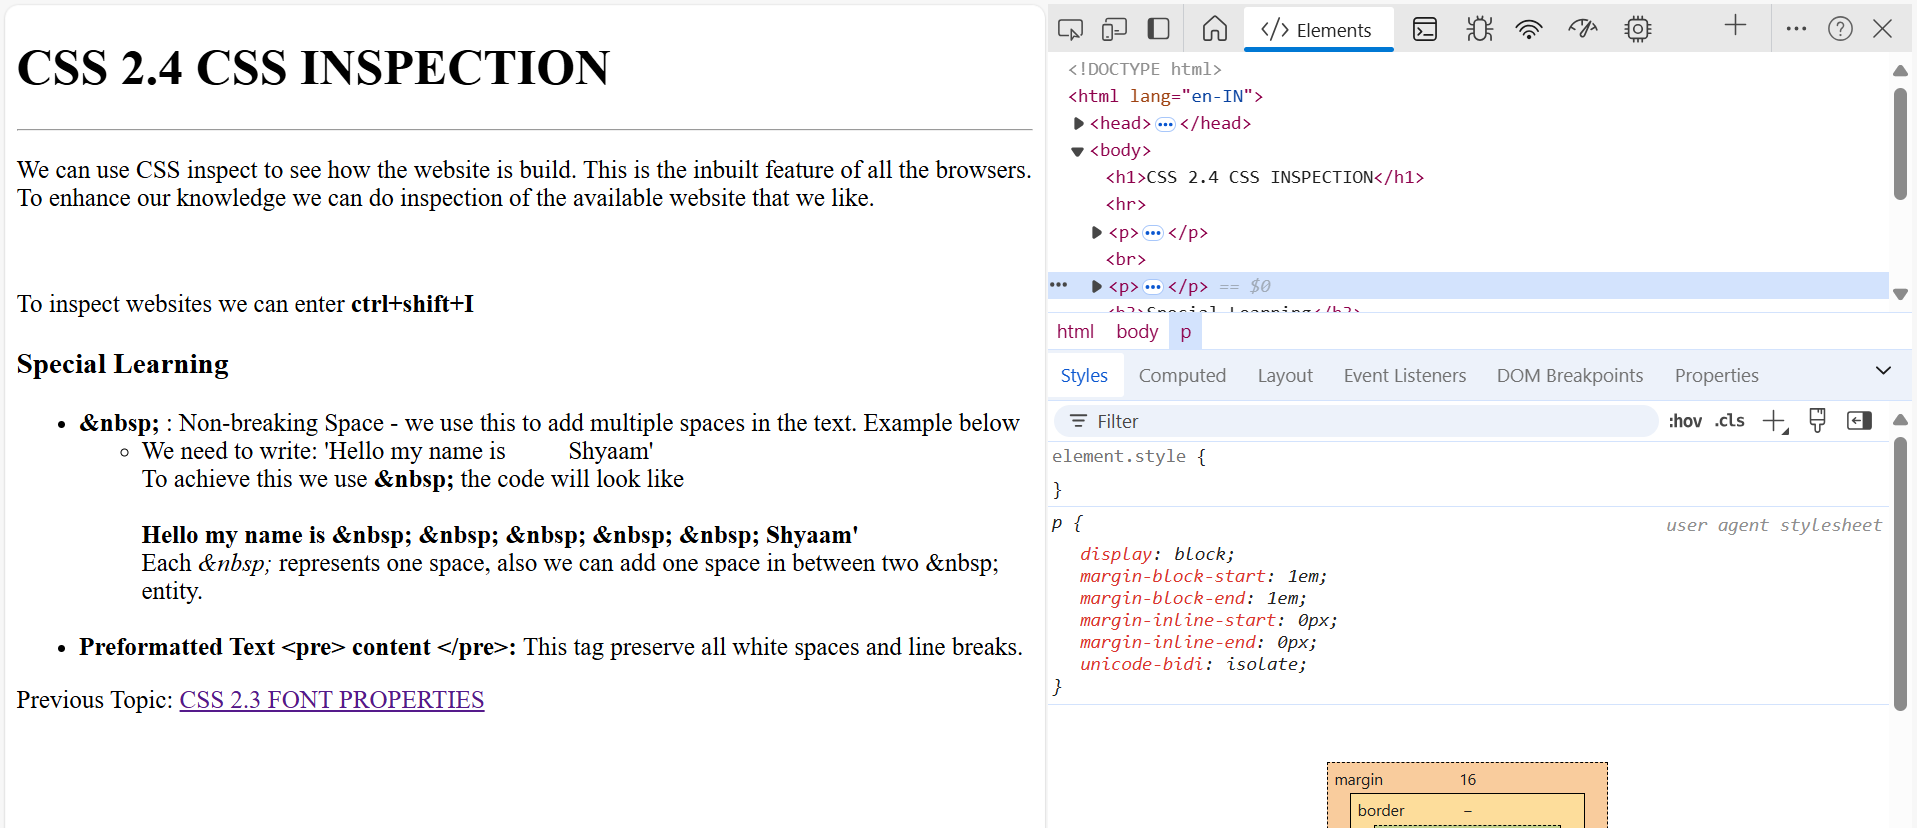 CSS 2.4 CSS INSPECTION
We can use CSS inspect to see how the website is build. This is the inbuilt feature of all the browsers.
To enhance our knowledge we can do inspection of the available website that we like.
To inspect websites we can enter ctrl+shift+I
Special Learning
• &nbsp; : Non-breaking Space - we use this to add multiple spaces in the text. Example below
◦ We need to write: 'Hello my name is          Shyaam'
To achieve this we use &nbsp; the code will look like
Hello my name is &nbsp; &nbsp; &nbsp; &nbsp; &nbsp; Shyaam'
Each &nbsp; represents one space, also we can add one space in between two &nbsp;
entity.
• Preformatted Text <pre> content </pre>: This tag preserve all white spaces and line breaks.
Previous Topic: CSS 2.3 FONT PROPERTIES
</> Elements
<!DOCTYPE html>
<html lang="en-IN">
<head>…</head>
<body>
<h1>CSS 2.4 CSS INSPECTION</h1>
<hr>
<p>…</p>
<br>
… <p>…</p> == $0
<h3>Special Learning</h3>
html body p
Styles Computed Layout Event Listeners DOM Breakpoints Properties
Filter :hov .cls
element.style {
}
p { user agent stylesheet
display: block;
margin-block-start: 1em;
margin-block-end: 1em;
margin-inline-start: 0px;
margin-inline-end: 0px;
unicode-bidi: isolate;
}
margin 16
border –